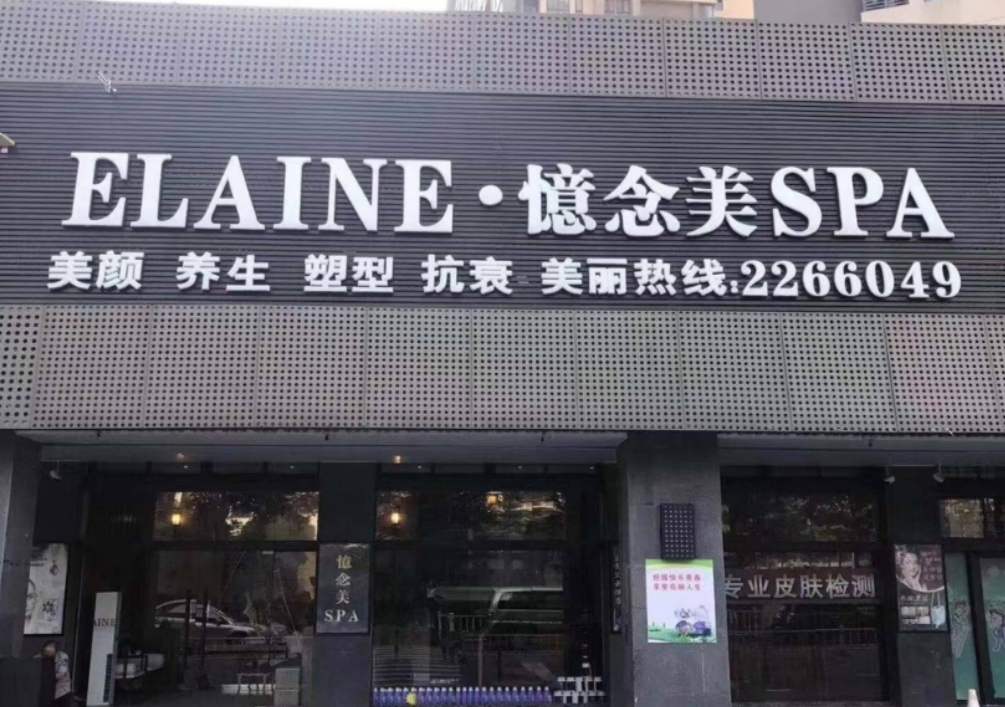 ELAINE·憶念美SPA
美颜 养生 塑型 抗衰 美丽热线:2266049
憶念美
SPA
AINE
专业皮肤检测